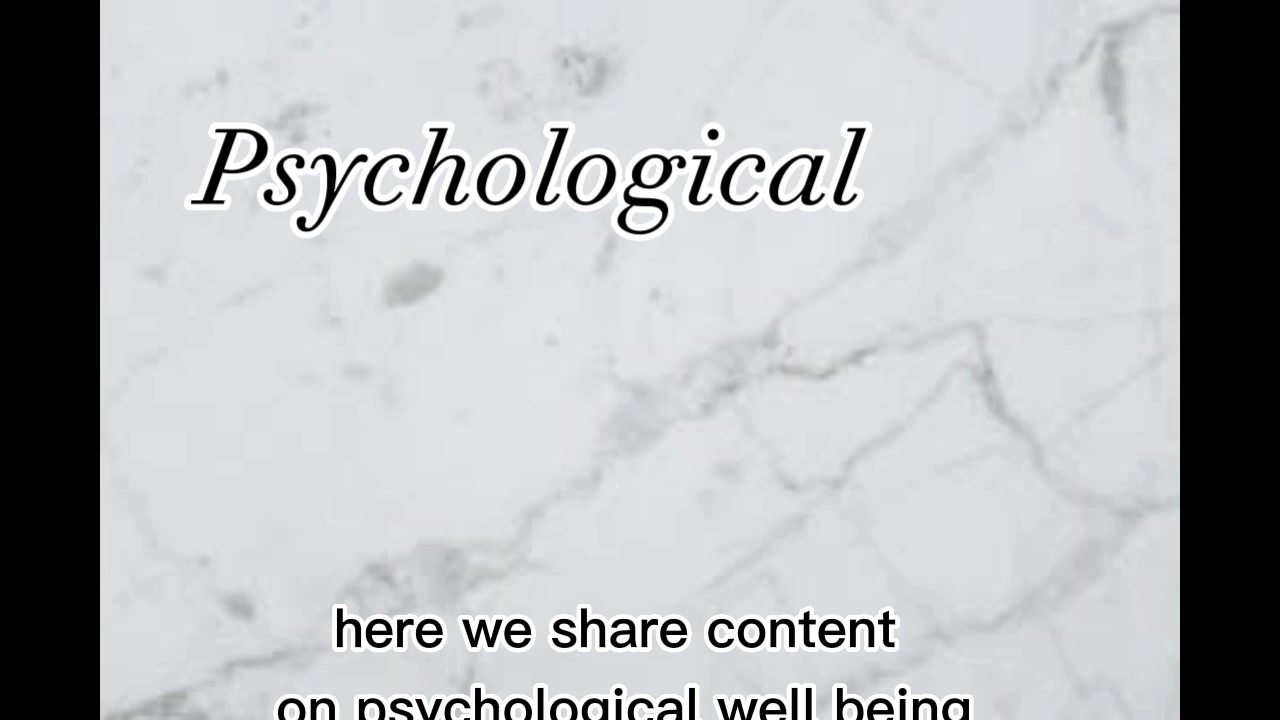 Psychological
here we share content
on psychological well being